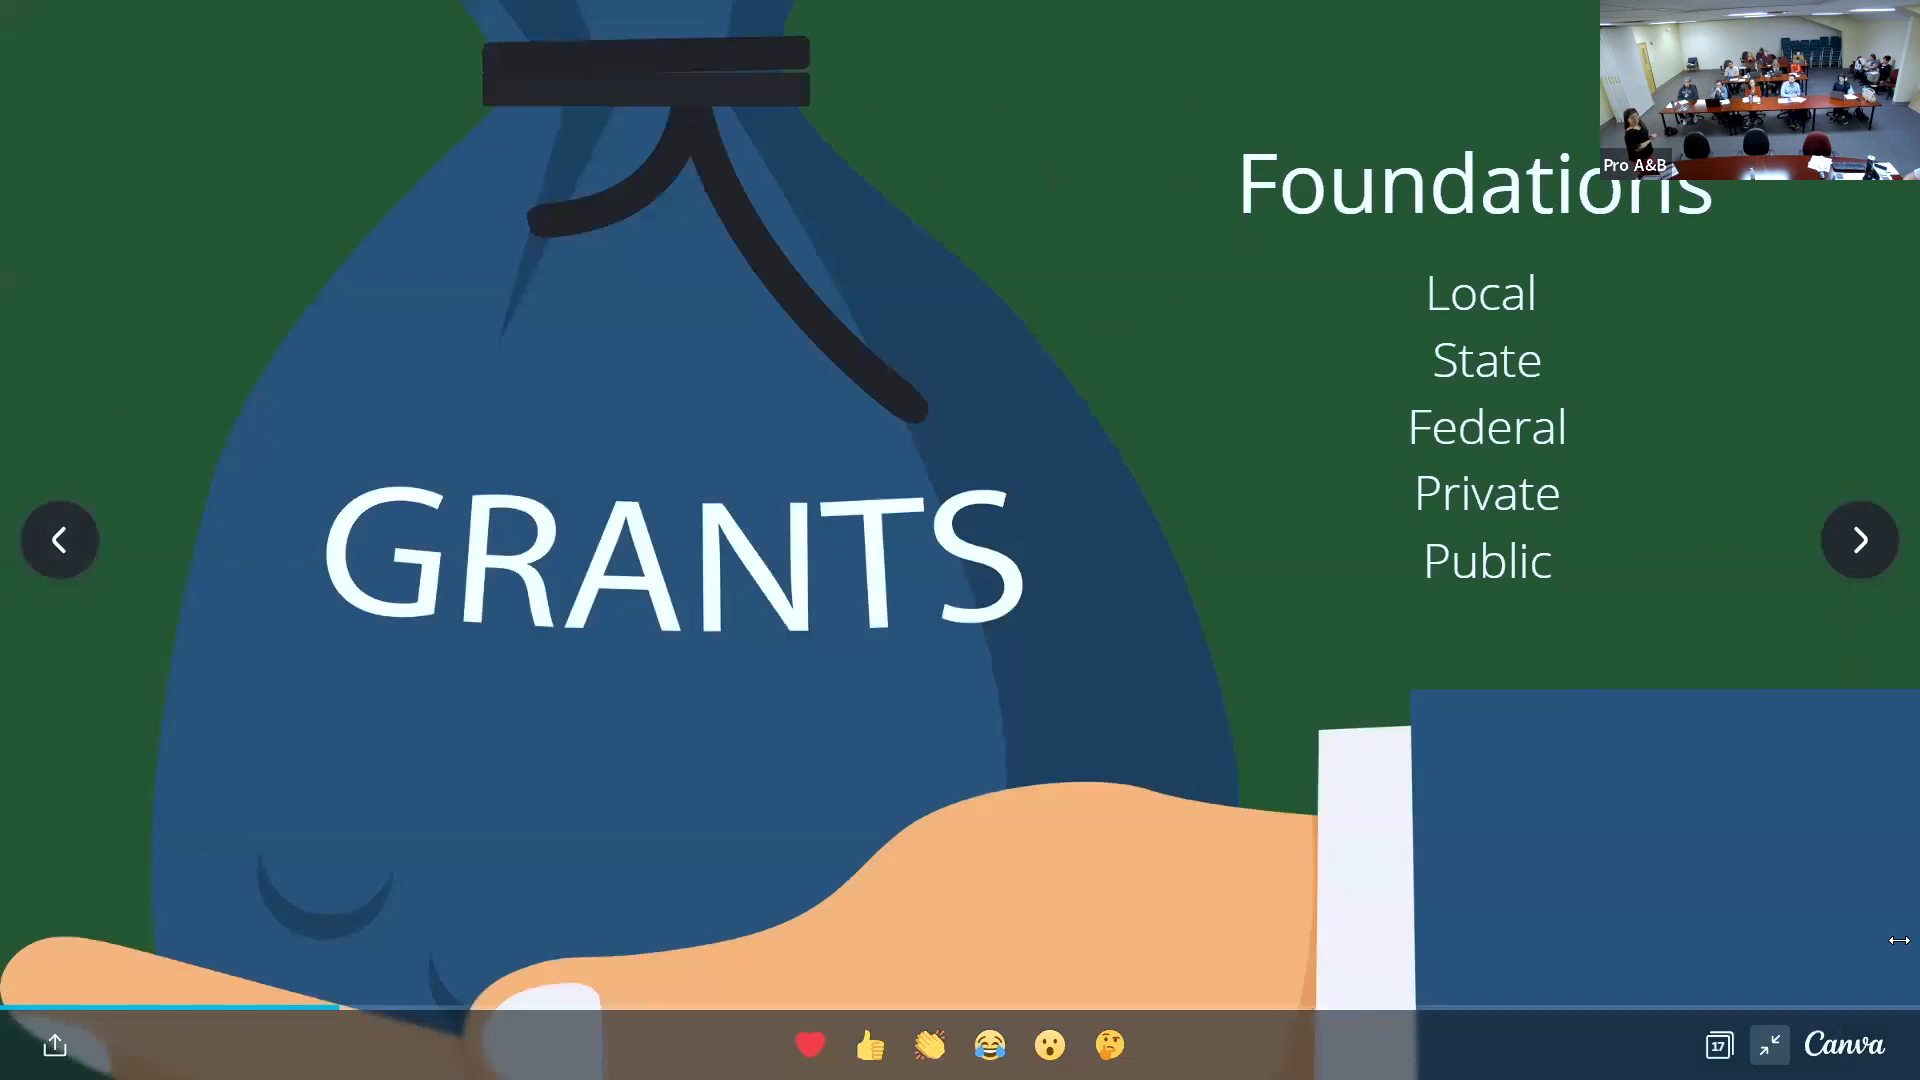 Pro A&B
Foundations
Local
State
Federal
Private
Public
GRANTS
17
Canva